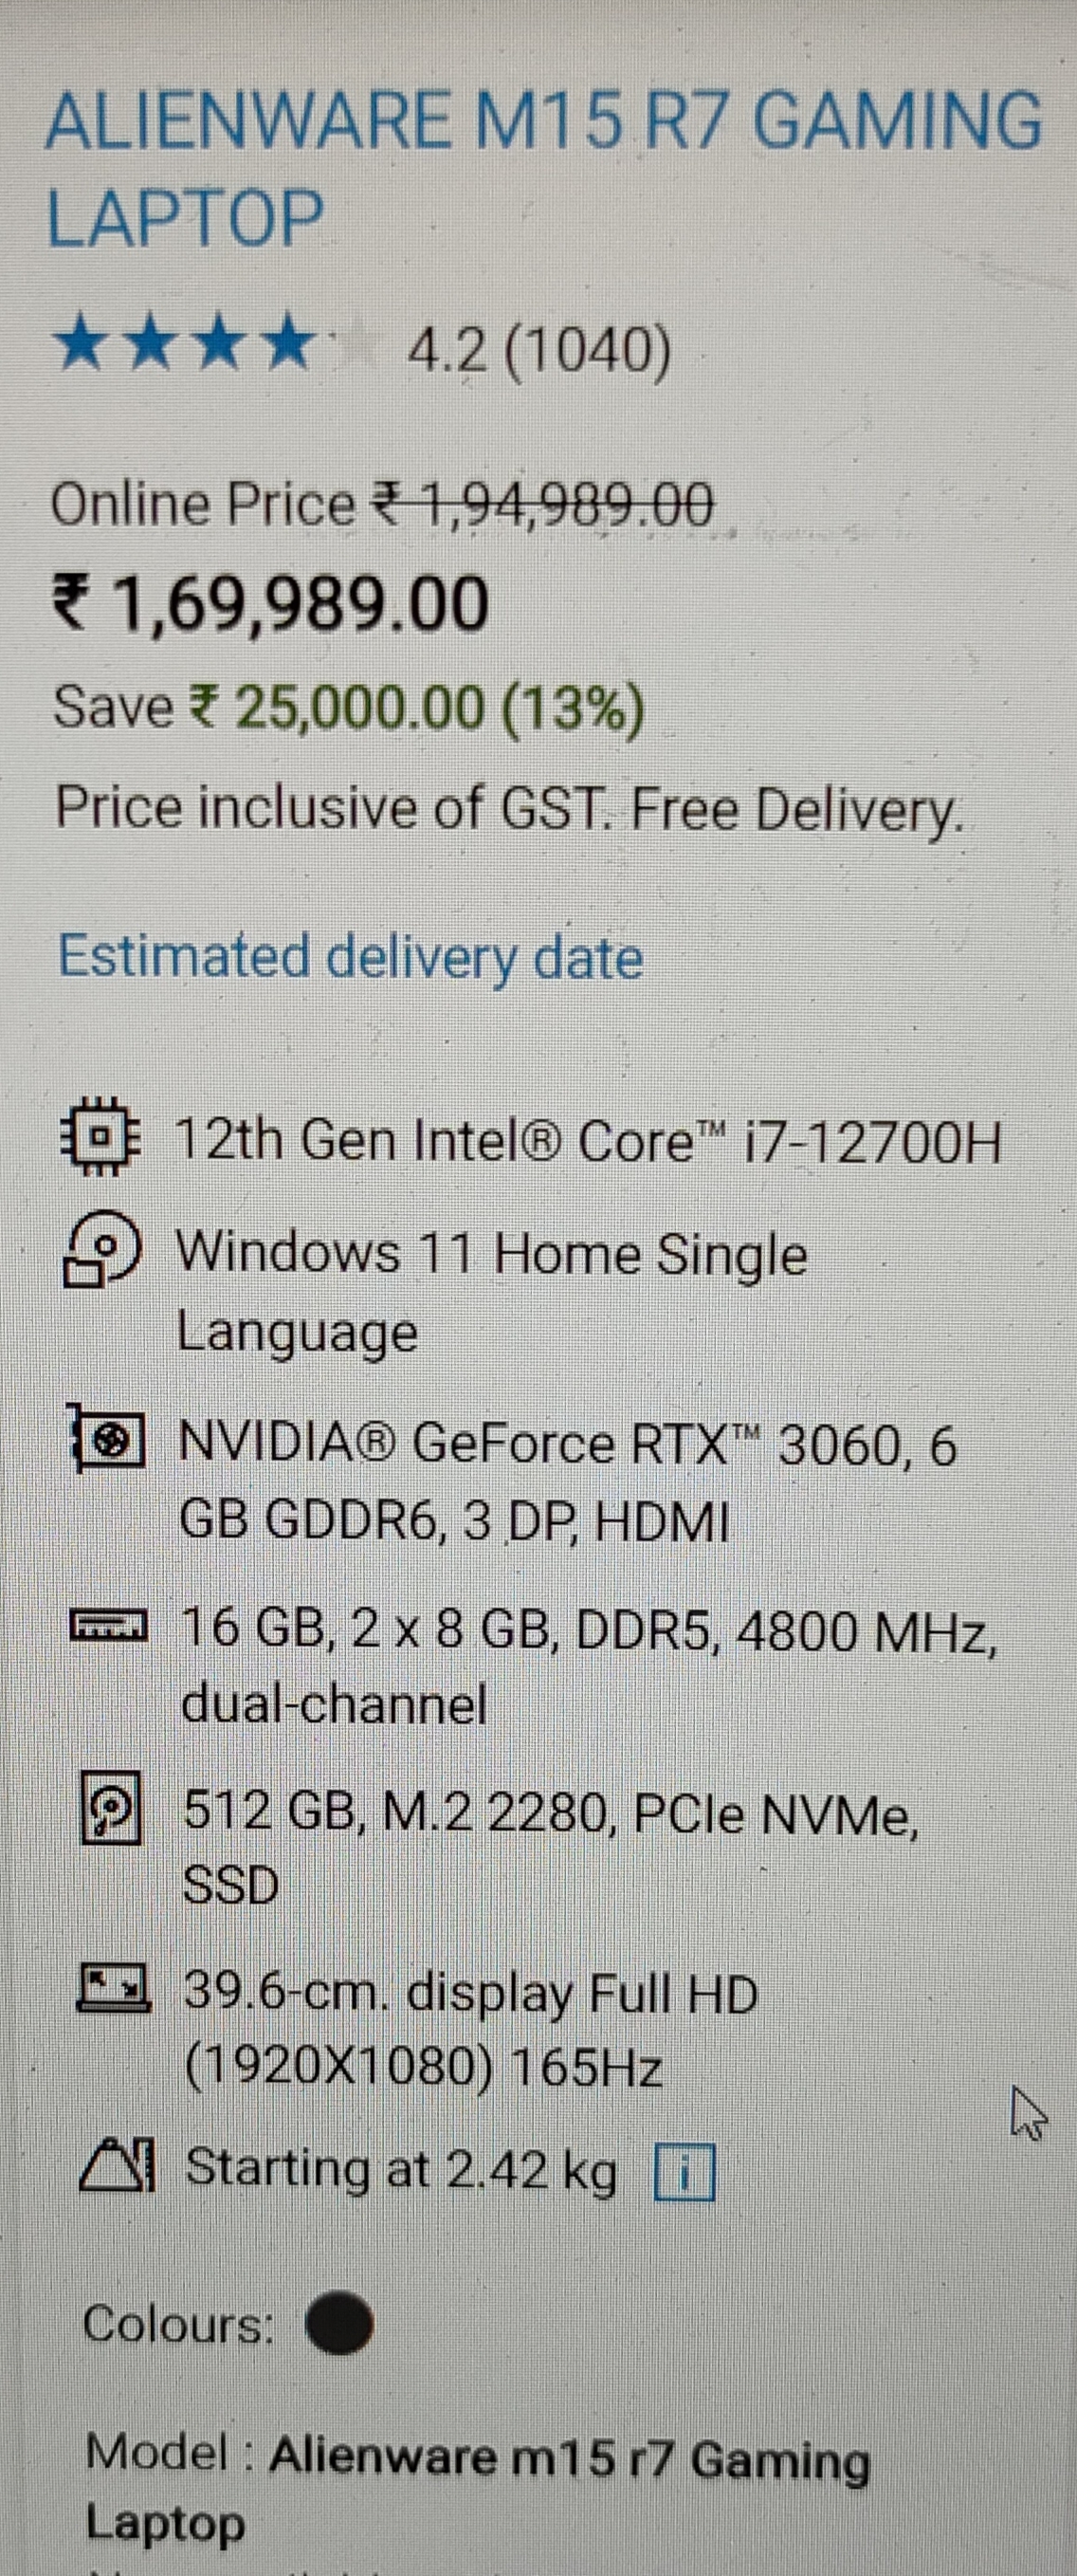 ALIENWARE M15 R7 GAMING
LAPTOP
4.2 (1040)
Online Price ₹ 1,94,989.00
₹ 1,69,989.00
Save ₹ 25,000.00 (13%)
Price inclusive of GST. Free Delivery.
Estimated delivery date
12th Gen Intel® Core™ i7-12700H
Windows 11 Home Single
Language
NVIDIA® GeForce RTX™ 3060, 6
GB GDDR6, 3 DP, HDMI
16 GB, 2 x 8 GB, DDR5, 4800 MHz,
dual-channel
512 GB, M.2 2280, PCIe NVMe,
SSD
39.6-cm. display Full HD
(1920X1080) 165Hz
Starting at 2.42 kg i
Colours:
Model : Alienware m15 r7 Gaming
Laptop